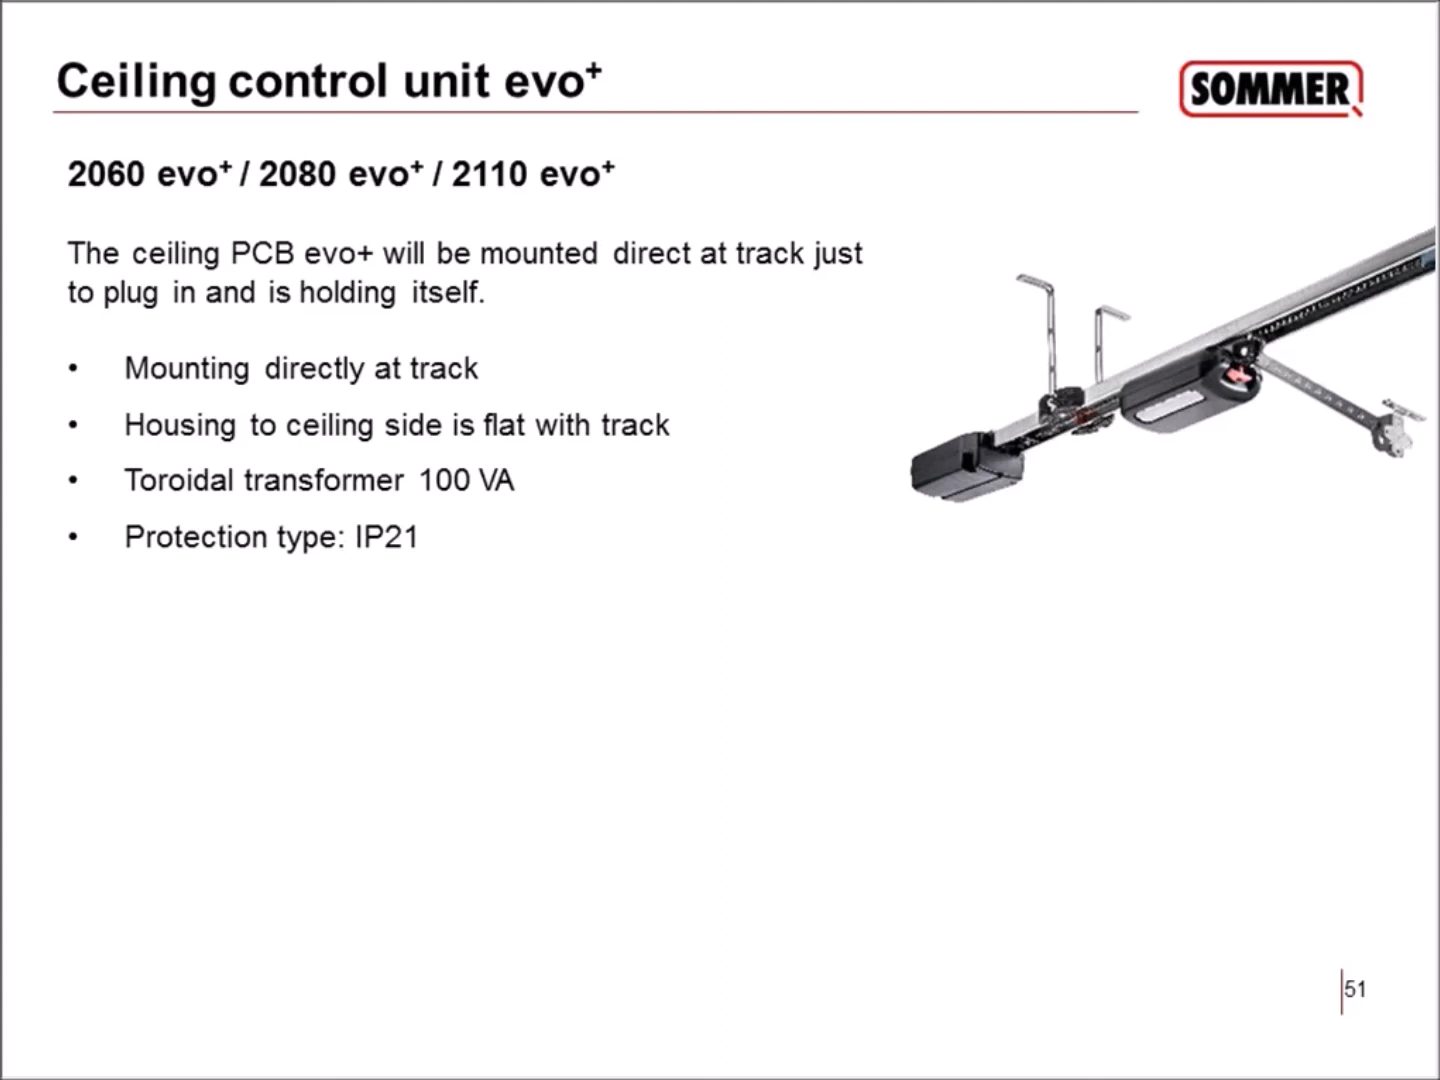 Ceiling control unit evo⁺
SOMMER
2060 evo⁺ / 2080 evo⁺ / 2110 evo⁺
The ceiling PCB evo+ will be mounted direct at track just
to plug in and is holding itself.
• Mounting directly at track
• Housing to ceiling side is flat with track
• Toroidal transformer 100 VA
• Protection type: IP21
51